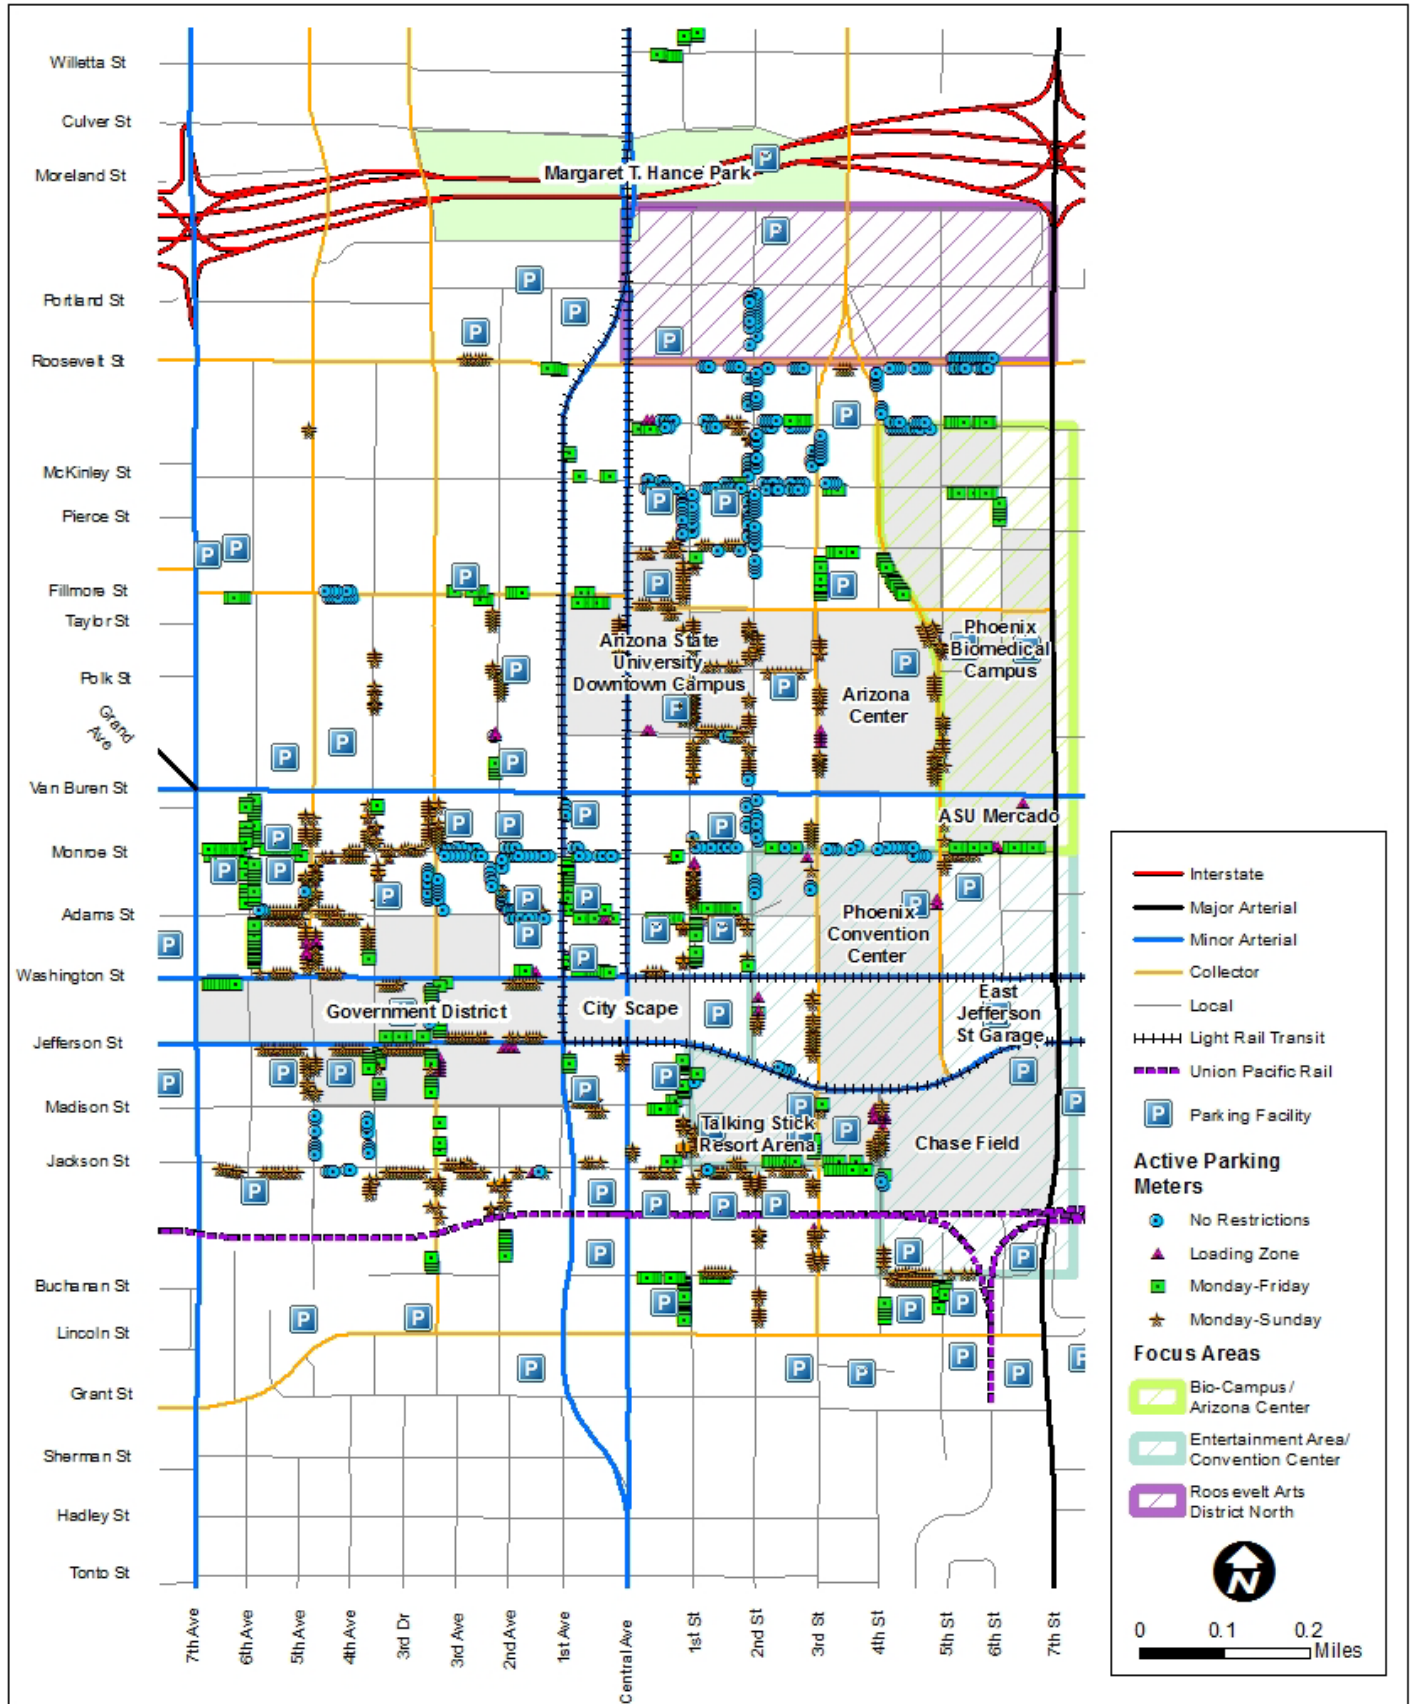 Willetta St
Culver St
Moreland St
Portland St
Roosevelt St
McKinley St
Pierce St
Fillmore St
Taylor St
Polk St
Grand
Ave
Van Buren St
Monroe St
Adams St
Washington St
Jefferson St
Madison St
Jackson St
Buchanan St
Lincoln St
Grant St
Sherman St
Hadley St
Tonto St
Margaret T. Hance Park
Arizona State
University
Downtown Campus
Phoenix
Biomedical
Campus
Arizona
Center
ASU Mercado
Phoenix
Convention
Center
Government District
City Scape
East
Jefferson
St Garage
Talking Stick
Resort Arena
Chase Field
7th Ave
6th Ave
5th Ave
4th Ave
3rd Dr
3rd Ave
2nd Ave
1st Ave
Central Ave
1st St
2nd St
3rd St
4th St
5th St
6th St
7th St
Interstate
Major Arterial
Minor Arterial
Collector
Local
Light Rail Transit
Union Pacific Rail
P Parking Facility
Active Parking
Meters
No Restrictions
Loading Zone
Monday-Friday
Monday-Sunday
Focus Areas
Bio-Campus /
Arizona Center
Entertainment Area/
Convention Center
Roosevelt Arts
District North
N
0 0.1 0.2
Miles